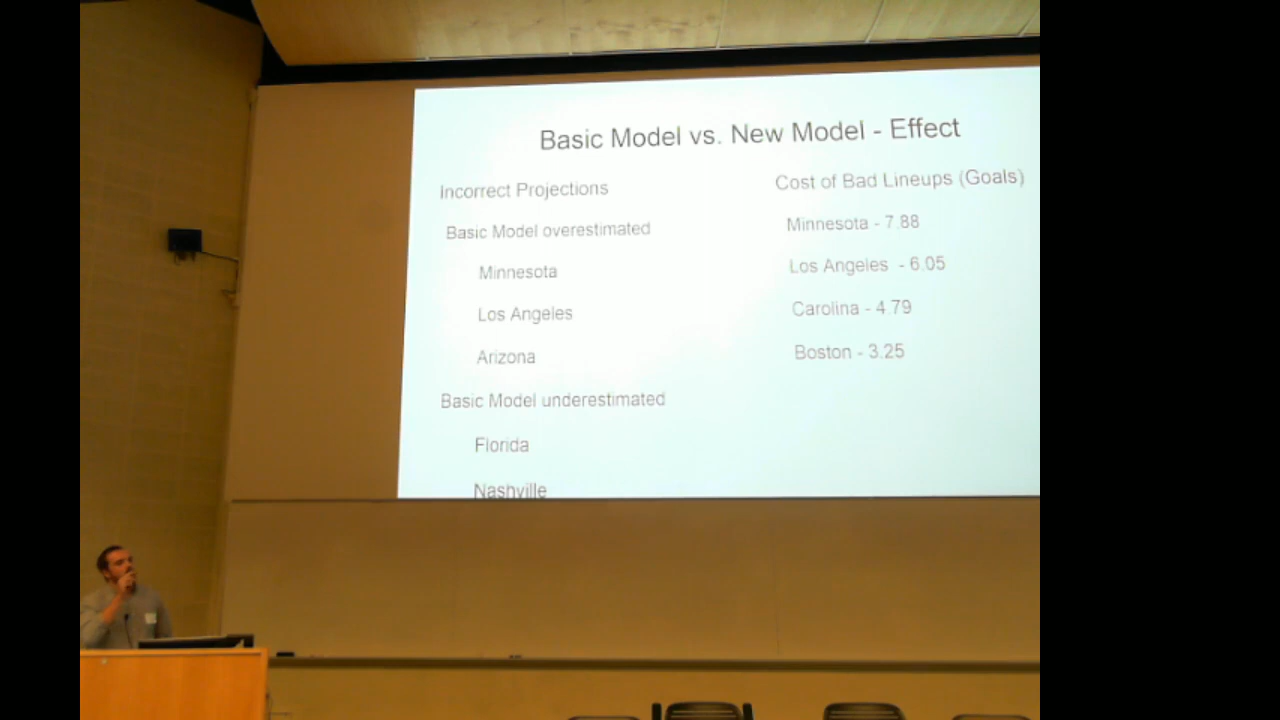 Basic Model vs. New Model - Effect
Incorrect Projections
Basic Model overestimated
Minnesota
Los Angeles
Arizona
Basic Model underestimated
Florida
Nashville
Cost of Bad Lineups (Goals)
Minnesota - 7.88
Los Angeles - 6.05
Carolina - 4.79
Boston - 3.25